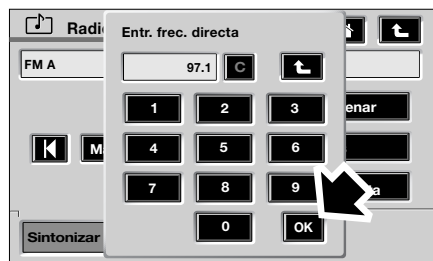 Radi
Entr. frec. directa
FM A
97.1 C
1 2 3
enar
M
4 5 6
7 8 9
a
0 OK
Sintonizar